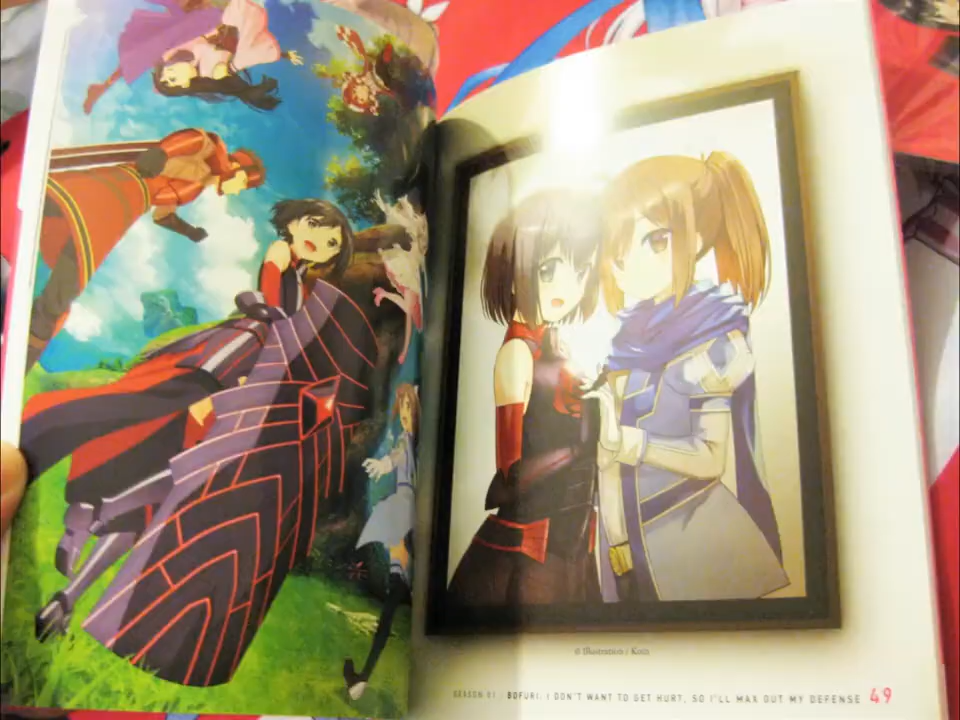 © Illustration / Koin
SEASON 01 / BOFURI: I DON'T WANT TO GET HURT, SO I'LL MAX OUT MY DEFENSE 49